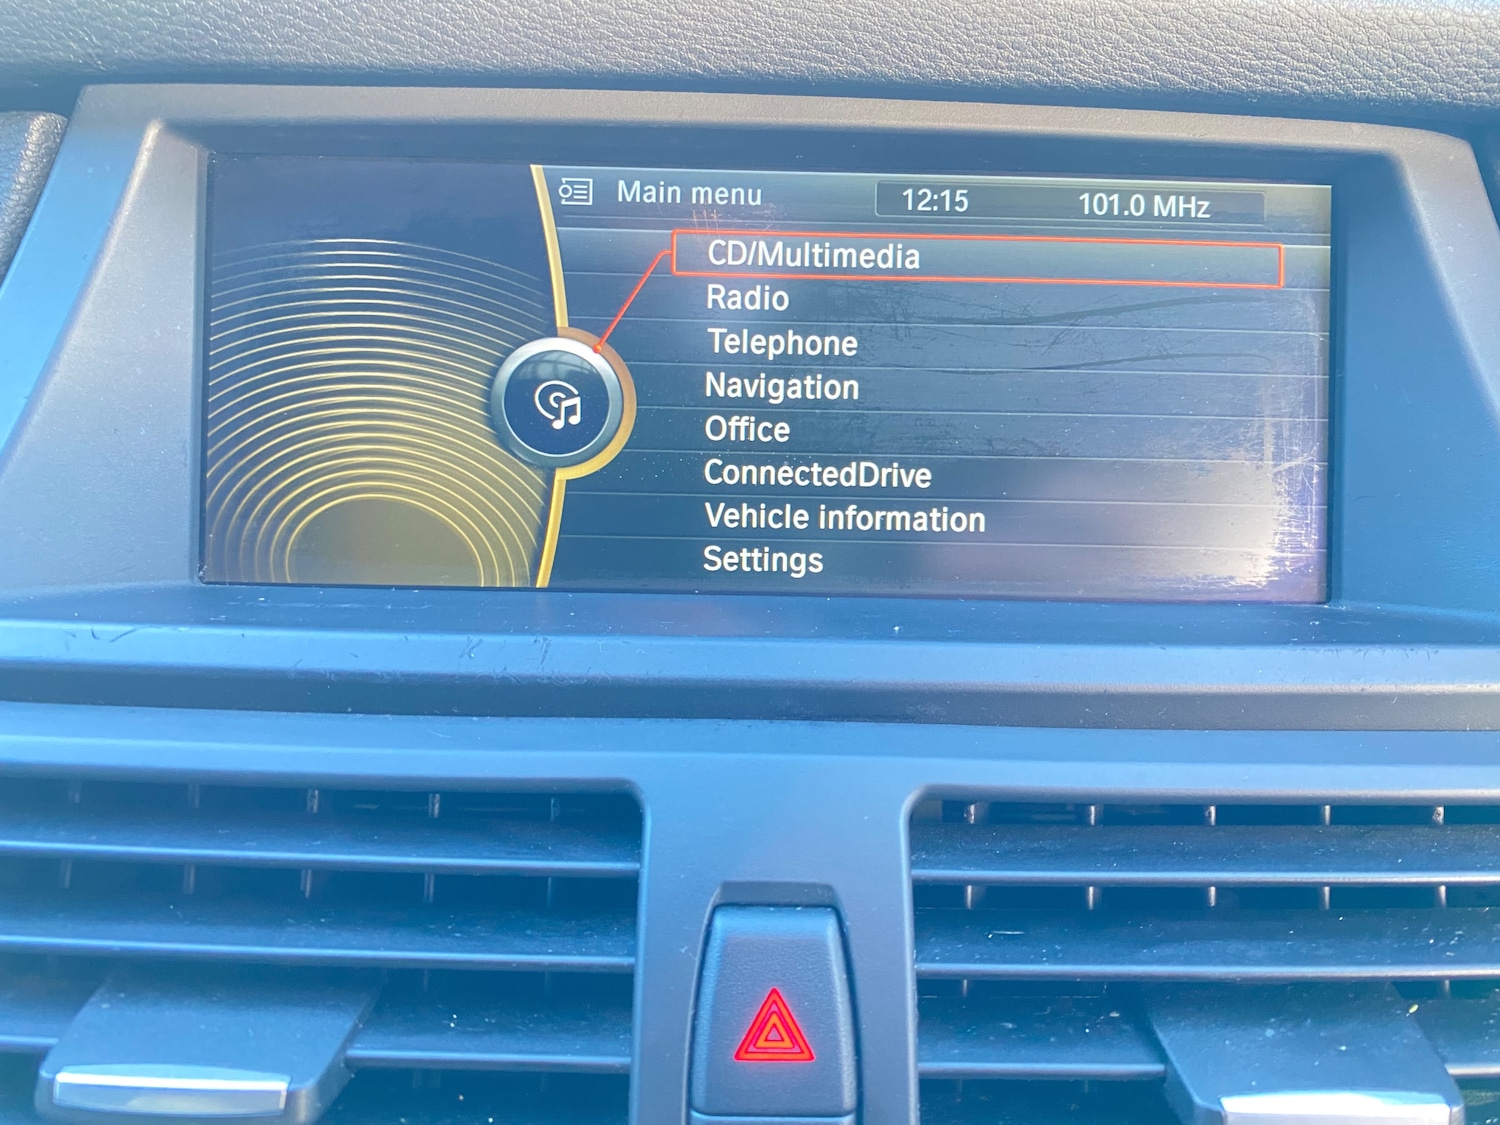 Main menu 12:15 101.0 MHz
CD/Multimedia
Radio
Telephone
Navigation
Office
ConnectedDrive
Vehicle information
Settings